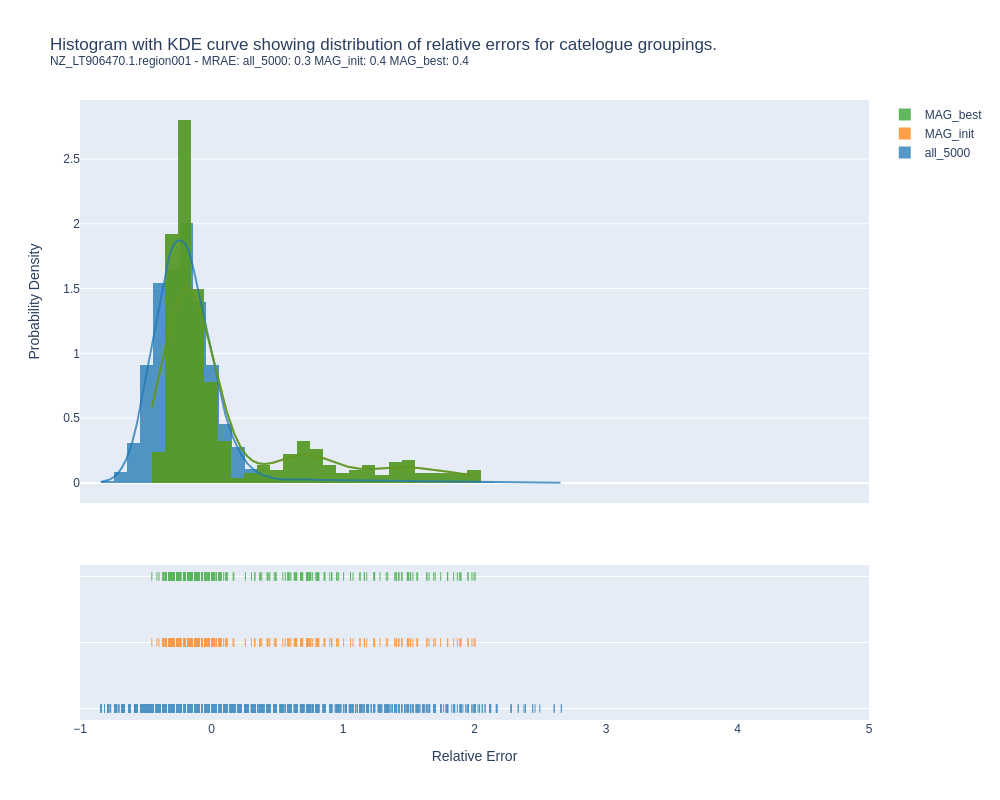 Histogram with KDE curve showing distribution of relative errors for catelogue groupings.
NZ_LT906470.1.region001 - MRAE: all_5000: 0.3 MAG_init: 0.4 MAG_best: 0.4
MAG_best
MAG_init
all_5000
Probability Density
2.5
2
1.5
1
0.5
0
−1
0
1
2
3
4
5
Relative Error